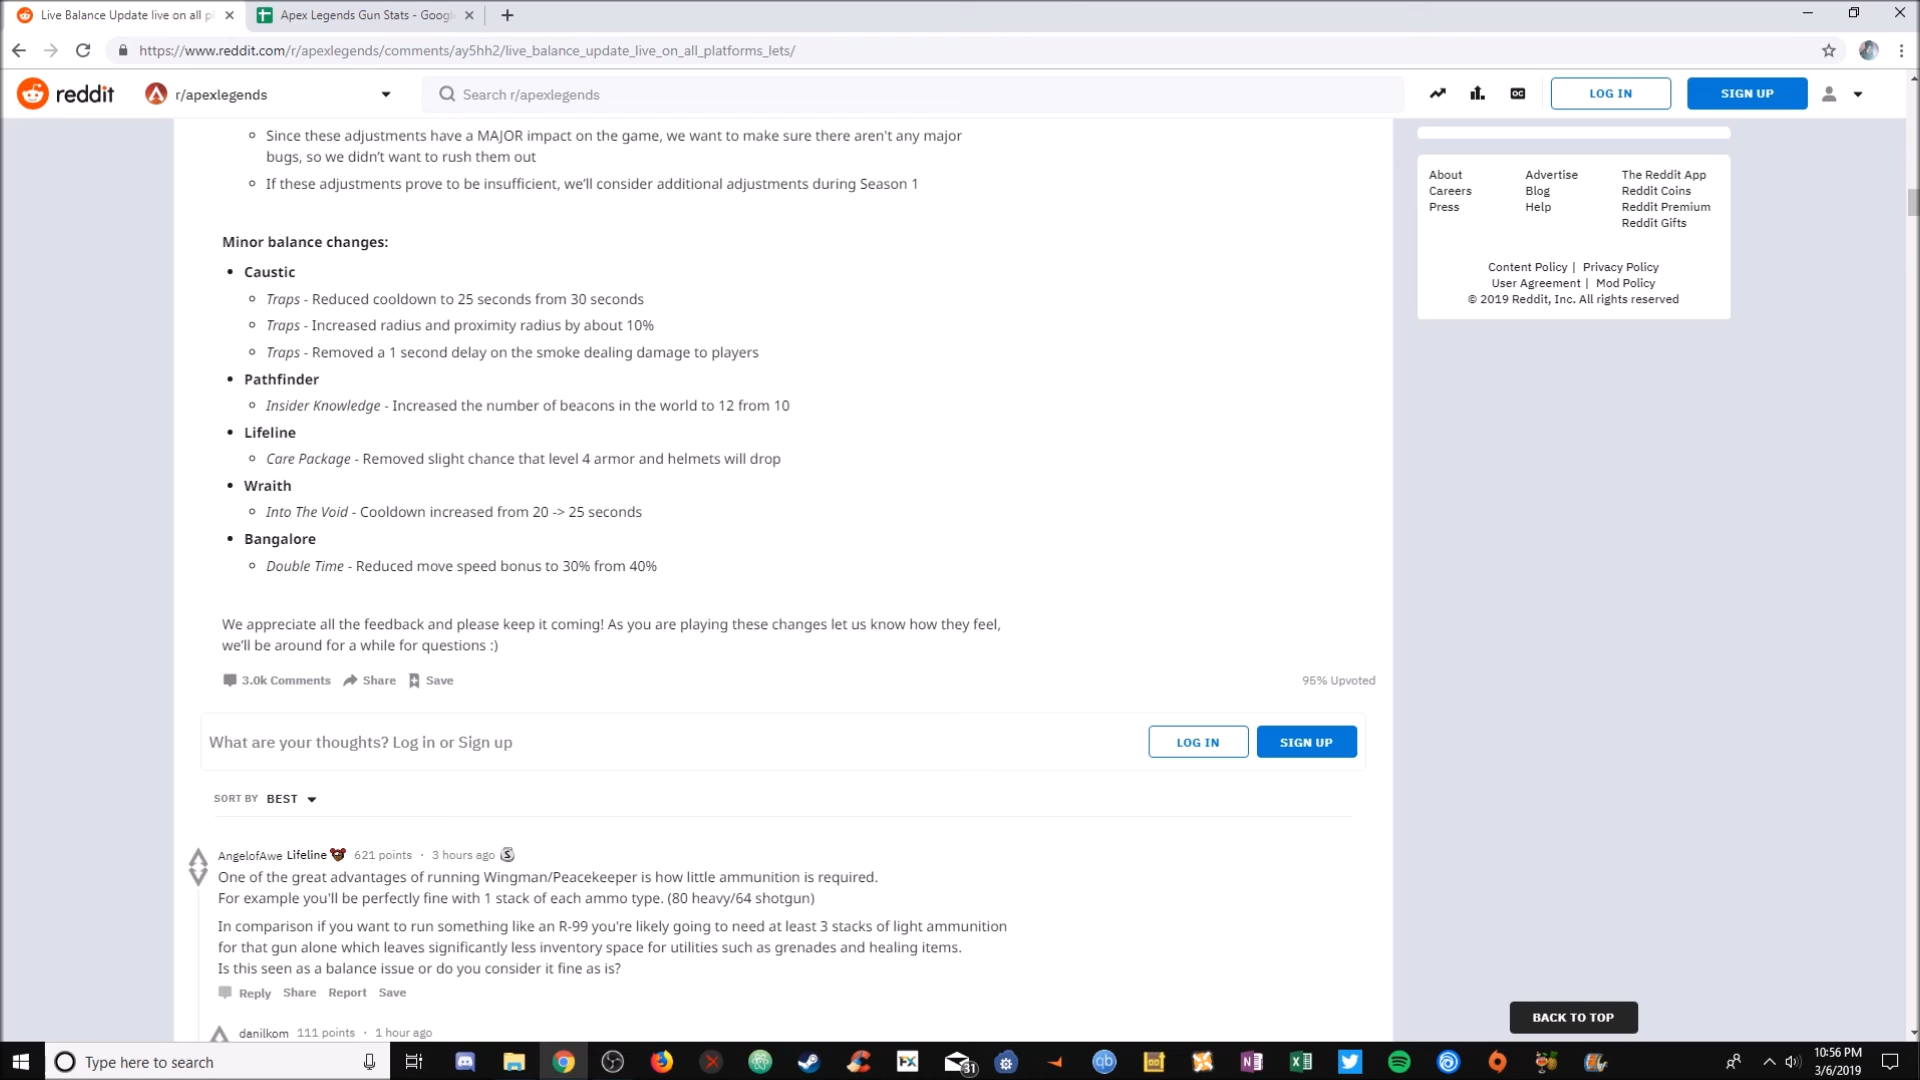 Live Balance Update live on all pl
Apex Legends Gun Stats - Googl
https://www.reddit.com/r/apexlegends/comments/ay5hh2/live_balance_update_live_on_all_platforms_lets/
reddit
r/apexlegends
Search r/apexlegends
OC
LOG IN
SIGN UP
Since these adjustments have a MAJOR impact on the game, we want to make sure there aren't any major
bugs, so we didn't want to rush them out
If these adjustments prove to be insufficient, we'll consider additional adjustments during Season 1
Minor balance changes:
Caustic
Traps - Reduced cooldown to 25 seconds from 30 seconds
Traps - Increased radius and proximity radius by about 10%
Traps - Removed a 1 second delay on the smoke dealing damage to players
Pathfinder
Insider Knowledge - Increased the number of beacons in the world to 12 from 10
Lifeline
Care Package - Removed slight chance that level 4 armor and helmets will drop
Wraith
Into The Void - Cooldown increased from 20 -> 25 seconds
Bangalore
Double Time - Reduced move speed bonus to 30% from 40%
We appreciate all the feedback and please keep it coming! As you are playing these changes let us know how they feel,
we'll be around for a while for questions :)
3.0k Comments Share Save
95% Upvoted
What are your thoughts? Log in or Sign up
LOG IN
SIGN UP
SORT BY BEST
AngelofAwe Lifeline 621 points · 3 hours ago S
One of the great advantages of running Wingman/Peacekeeper is how little ammunition is required.
For example you'll be perfectly fine with 1 stack of each ammo type. (80 heavy/64 shotgun)
In comparison if you want to run something like an R-99 you're likely going to need at least 3 stacks of light ammunition
for that gun alone which leaves significantly less inventory space for utilities such as grenades and healing items.
Is this seen as a balance issue or do you consider it fine as is?
Reply Share Report Save
danilkom 111 points · 1 hour ago
About Advertise The Reddit App
Careers Blog Reddit Coins
Press Help Reddit Premium
Reddit Gifts
Content Policy | Privacy Policy
User Agreement | Mod Policy
© 2019 Reddit, Inc. All rights reserved
BACK TO TOP
Type here to search
FX
31
qb
10:56 PM
3/6/2019